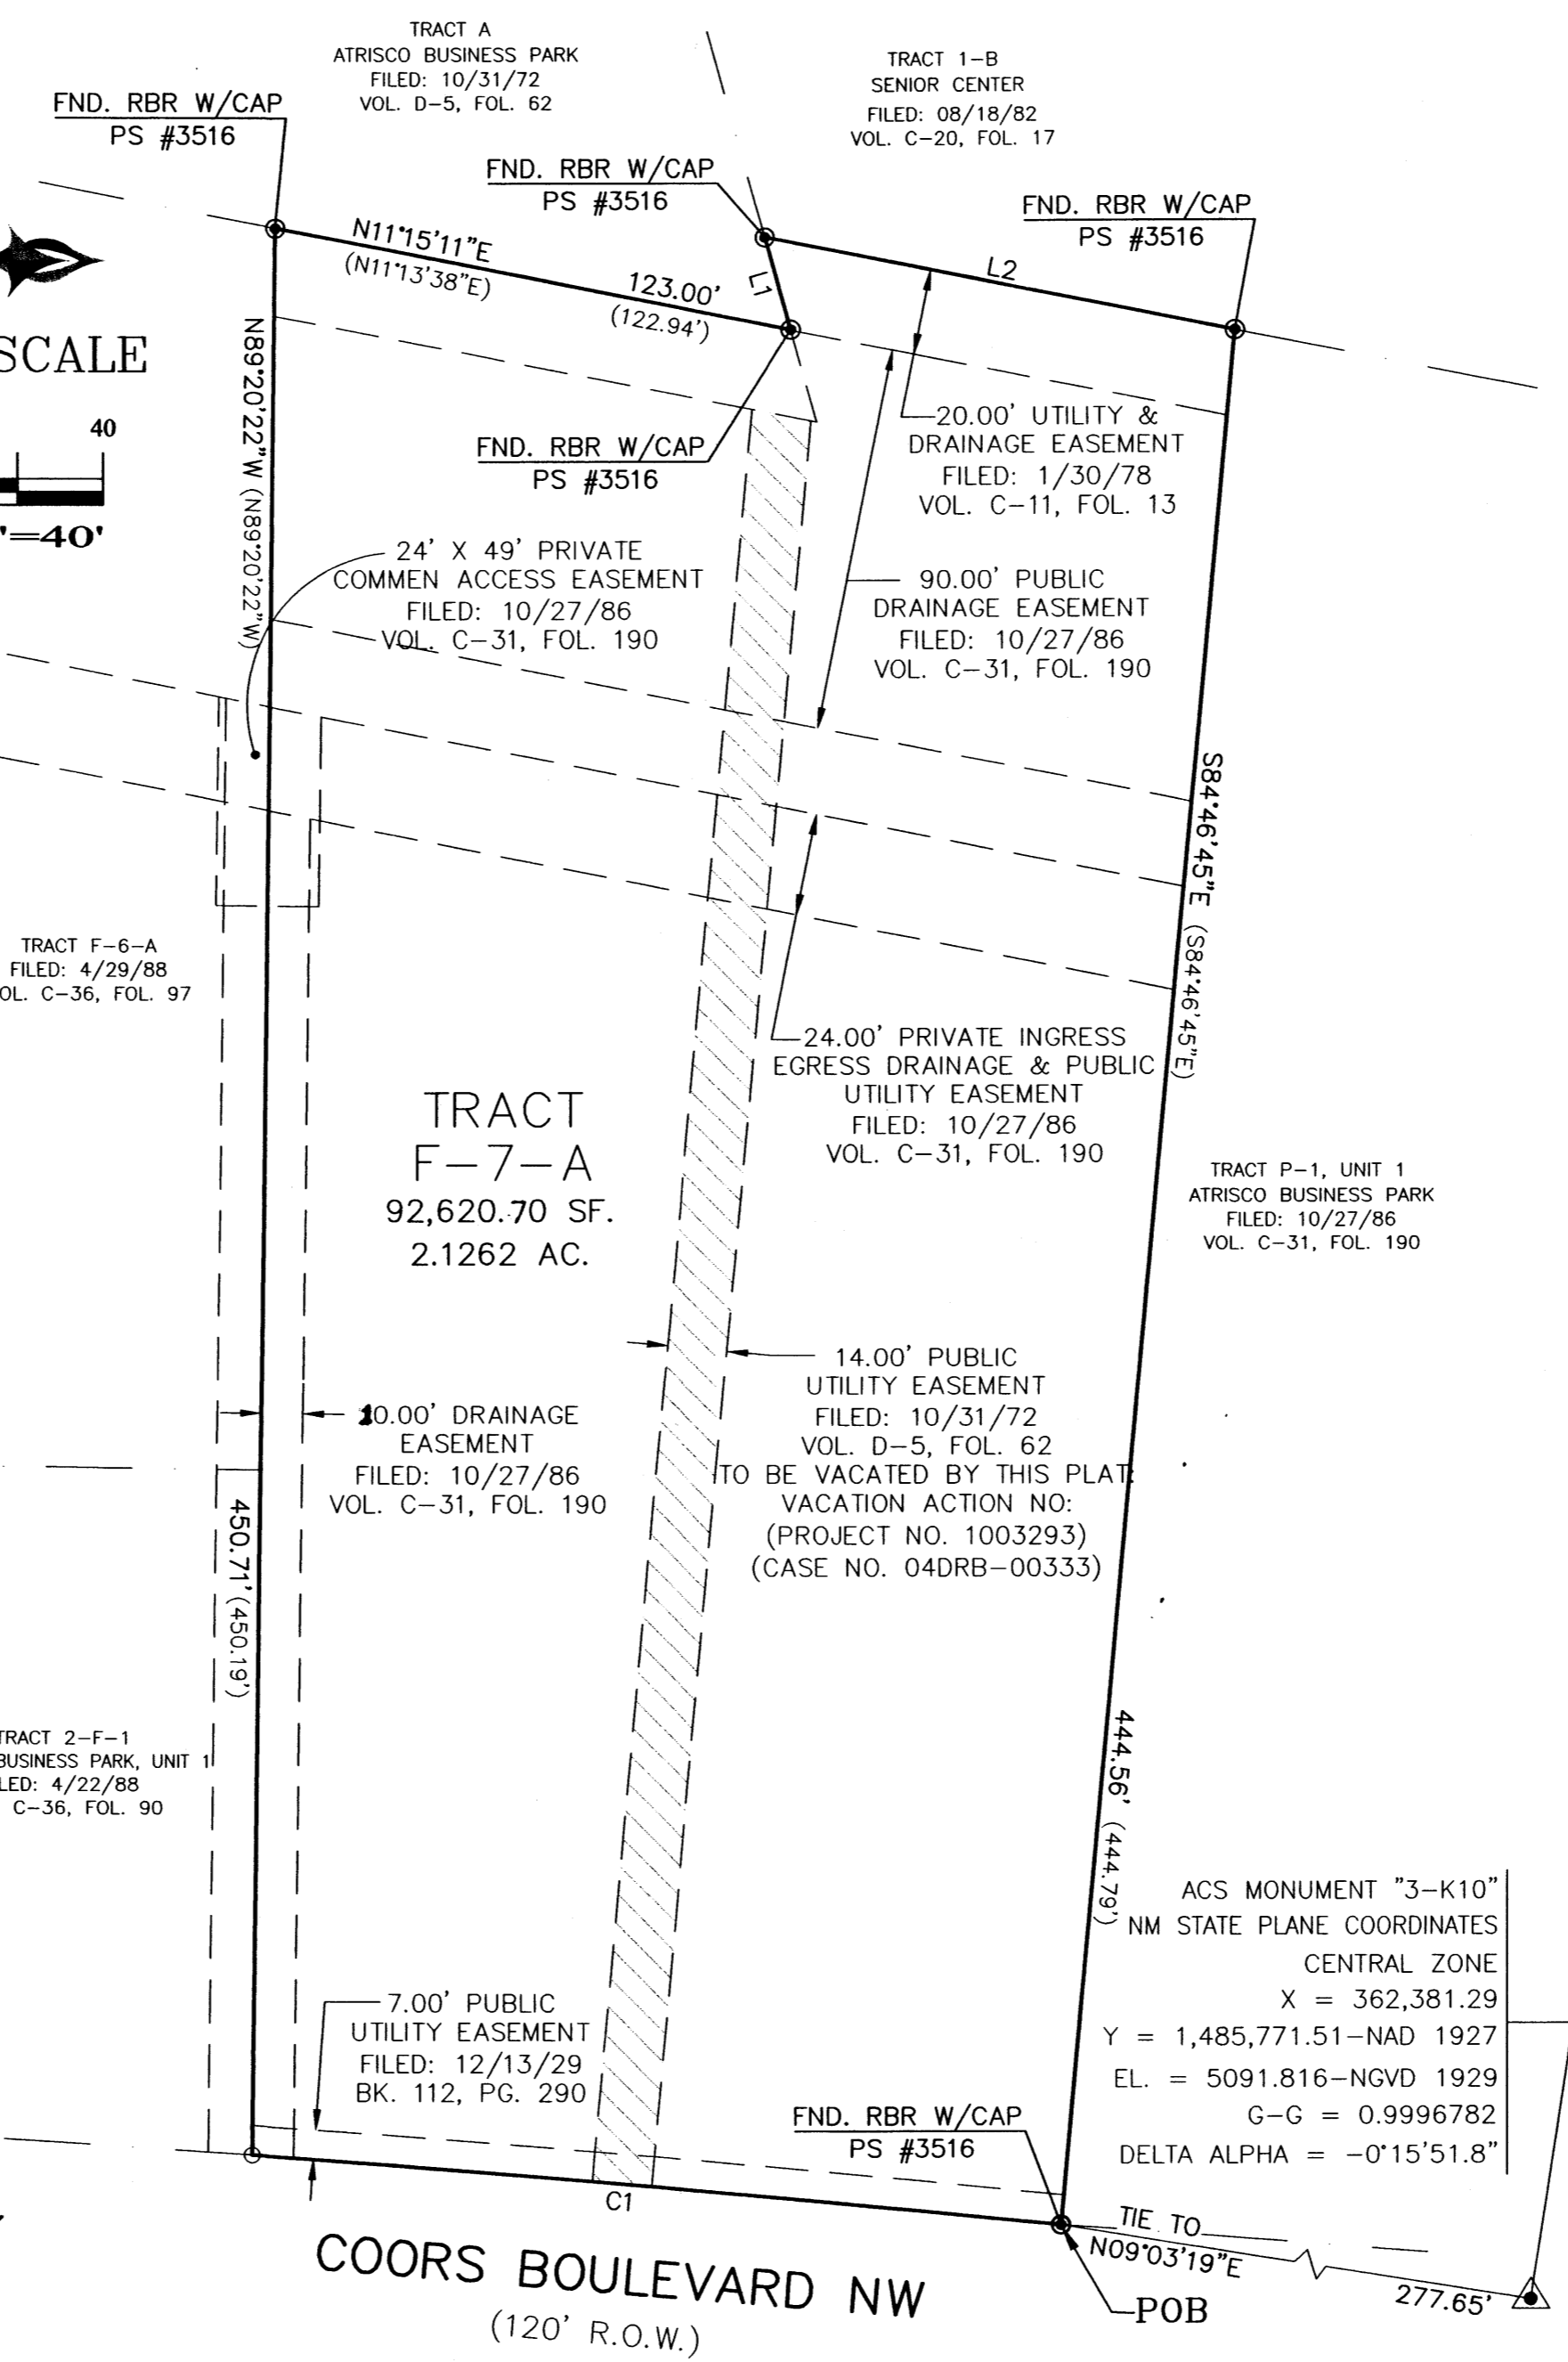 TRACT A
ATRISCO BUSINESS PARK
FILED: 10/31/72
VOL. D-5, FOL. 62
TRACT 1-B
SENIOR CENTER
FILED: 08/18/82
VOL. C-20, FOL. 17
FND. RBR W/CAP
PS #3516
FND. RBR W/CAP
PS #3516
FND. RBR W/CAP
PS #3516
N11°15'11"E
(N11°13'38"E)
123.00'
(122.94')
L1
L2
SCALE
40
'=40'
N89°20'22"W (N89°20'22"W)
FND. RBR W/CAP
PS #3516
20.00' UTILITY &
DRAINAGE EASEMENT
FILED: 1/30/78
VOL. C-11, FOL. 13
24' X 49' PRIVATE
COMMEN ACCESS EASEMENT
FILED: 10/27/86
VOL. C-31, FOL. 190
90.00' PUBLIC
DRAINAGE EASEMENT
FILED: 10/27/86
VOL. C-31, FOL. 190
S84°46'45"E (S84°46'45"E)
TRACT F-6-A
FILED: 4/29/88
OL. C-36, FOL. 97
24.00' PRIVATE INGRESS
EGRESS DRAINAGE & PUBLIC
UTILITY EASEMENT
FILED: 10/27/86
VOL. C-31, FOL. 190
TRACT
F-7-A
92,620.70 SF.
2.1262 AC.
TRACT P-1, UNIT 1
ATRISCO BUSINESS PARK
FILED: 10/27/86
VOL. C-31, FOL. 190
14.00' PUBLIC
UTILITY EASEMENT
FILED: 10/31/72
VOL. D-5, FOL. 62
TO BE VACATED BY THIS PLAT.
VACATION ACTION NO:
(PROJECT NO. 1003293)
(CASE NO. 04DRB-00333)
10.00' DRAINAGE
EASEMENT
FILED: 10/27/86
VOL. C-31, FOL. 190
450.71' (450.19')
TRACT 2-F-1
BUSINESS PARK, UNIT 1
LED: 4/22/88
C-36, FOL. 90
444.56' (444.79')
ACS MONUMENT "3-K10"
NM STATE PLANE COORDINATES
CENTRAL ZONE
X = 362,381.29
Y = 1,485,771.51-NAD 1927
EL. = 5091.816-NGVD 1929
G-G = 0.9996782
DELTA ALPHA = -0°15'51.8"
7.00' PUBLIC
UTILITY EASEMENT
FILED: 12/13/29
BK. 112, PG. 290
FND. RBR W/CAP
PS #3516
C1
TIE TO
N09°03'19"E
277.65'
POB
COORS BOULEVARD NW
(120' R.O.W.)